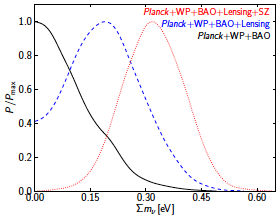 Planck+WP+BAO+Lensing+SZ
Planck+WP+BAO+Lensing
Planck+WP+BAO
P/Pmax
1.0
0.8
0.6
0.4
0.2
0.0
0.00 0.15 0.30 0.45 0.60
Σmν [eV]